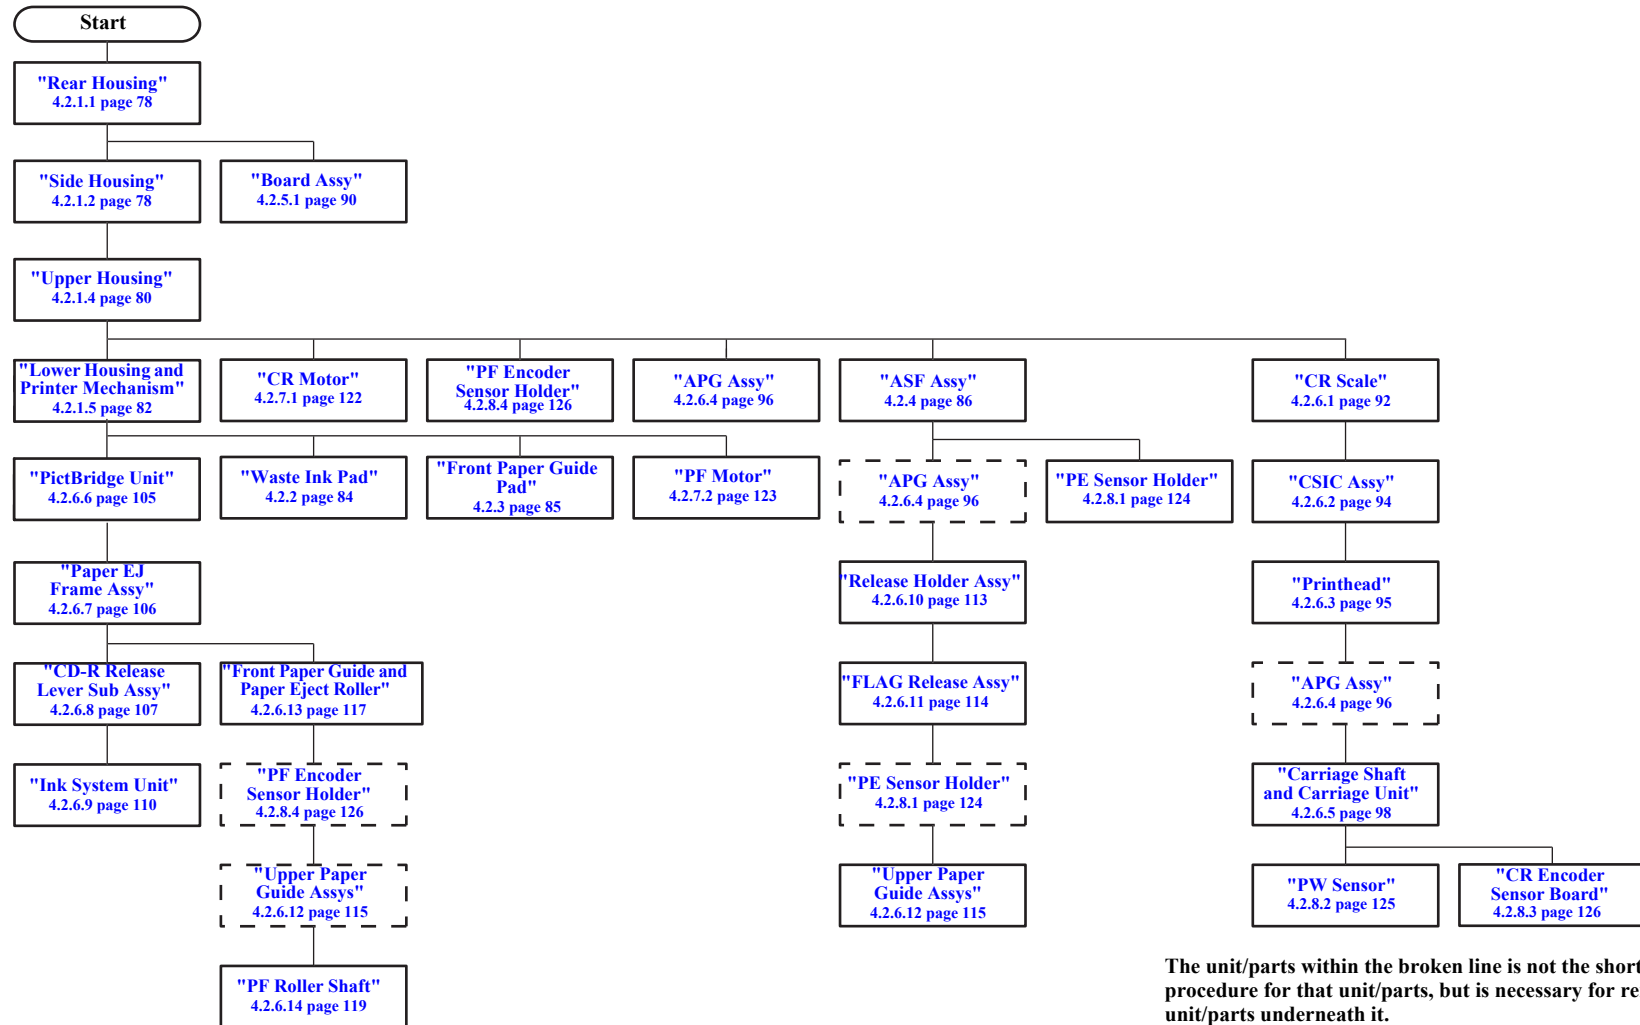 Start
"Rear Housing"
4.2.1.1 page 78
"Side Housing"
4.2.1.2 page 78
"Board Assy"
4.2.5.1 page 90
"Upper Housing"
4.2.1.4 page 80
"Lower Housing and
Printer Mechanism"
4.2.1.5 page 82
"CR Motor"
4.2.7.1 page 122
"PF Encoder
Sensor Holder"
4.2.8.4 page 126
"APG Assy"
4.2.6.4 page 96
"ASF Assy"
4.2.4 page 86
"CR Scale"
4.2.6.1 page 92
"PictBridge Unit"
4.2.6.6 page 105
"Waste Ink Pad"
4.2.2 page 84
"Front Paper Guide
Pad"
4.2.3 page 85
"PF Motor"
4.2.7.2 page 123
"APG Assy"
4.2.6.4 page 96
"PE Sensor Holder"
4.2.8.1 page 124
"CSIC Assy"
4.2.6.2 page 94
"Paper EJ
Frame Assy"
4.2.6.7 page 106
"Release Holder Assy"
4.2.6.10 page 113
"Printhead"
4.2.6.3 page 95
"CD-R Release
Lever Sub Assy"
4.2.6.8 page 107
"Front Paper Guide and
Paper Eject Roller"
4.2.6.13 page 117
"FLAG Release Assy"
4.2.6.11 page 114
"APG Assy"
4.2.6.4 page 96
"Ink System Unit"
4.2.6.9 page 110
"PF Encoder
Sensor Holder"
4.2.8.4 page 126
"PE Sensor Holder"
4.2.8.1 page 124
"Carriage Shaft
and Carriage Unit"
4.2.6.5 page 98
"Upper Paper
Guide Assys"
4.2.6.12 page 115
"Upper Paper
Guide Assys"
4.2.6.12 page 115
"PW Sensor"
4.2.8.2 page 125
"CR Encoder
Sensor Board"
4.2.8.3 page 126
"PF Roller Shaft"
4.2.6.14 page 119
The unit/parts within the broken line is not the short
procedure for that unit/parts, but is necessary for re
unit/parts underneath it.